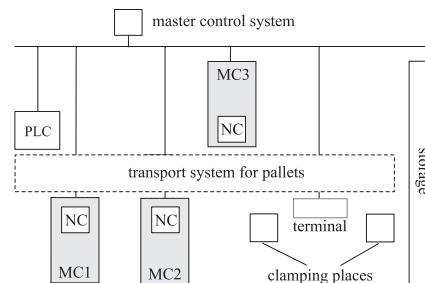 master control system
MC3
NC
PLC
storage
transport system for pallets
NC
NC
terminal
MC1
MC2
clamping places